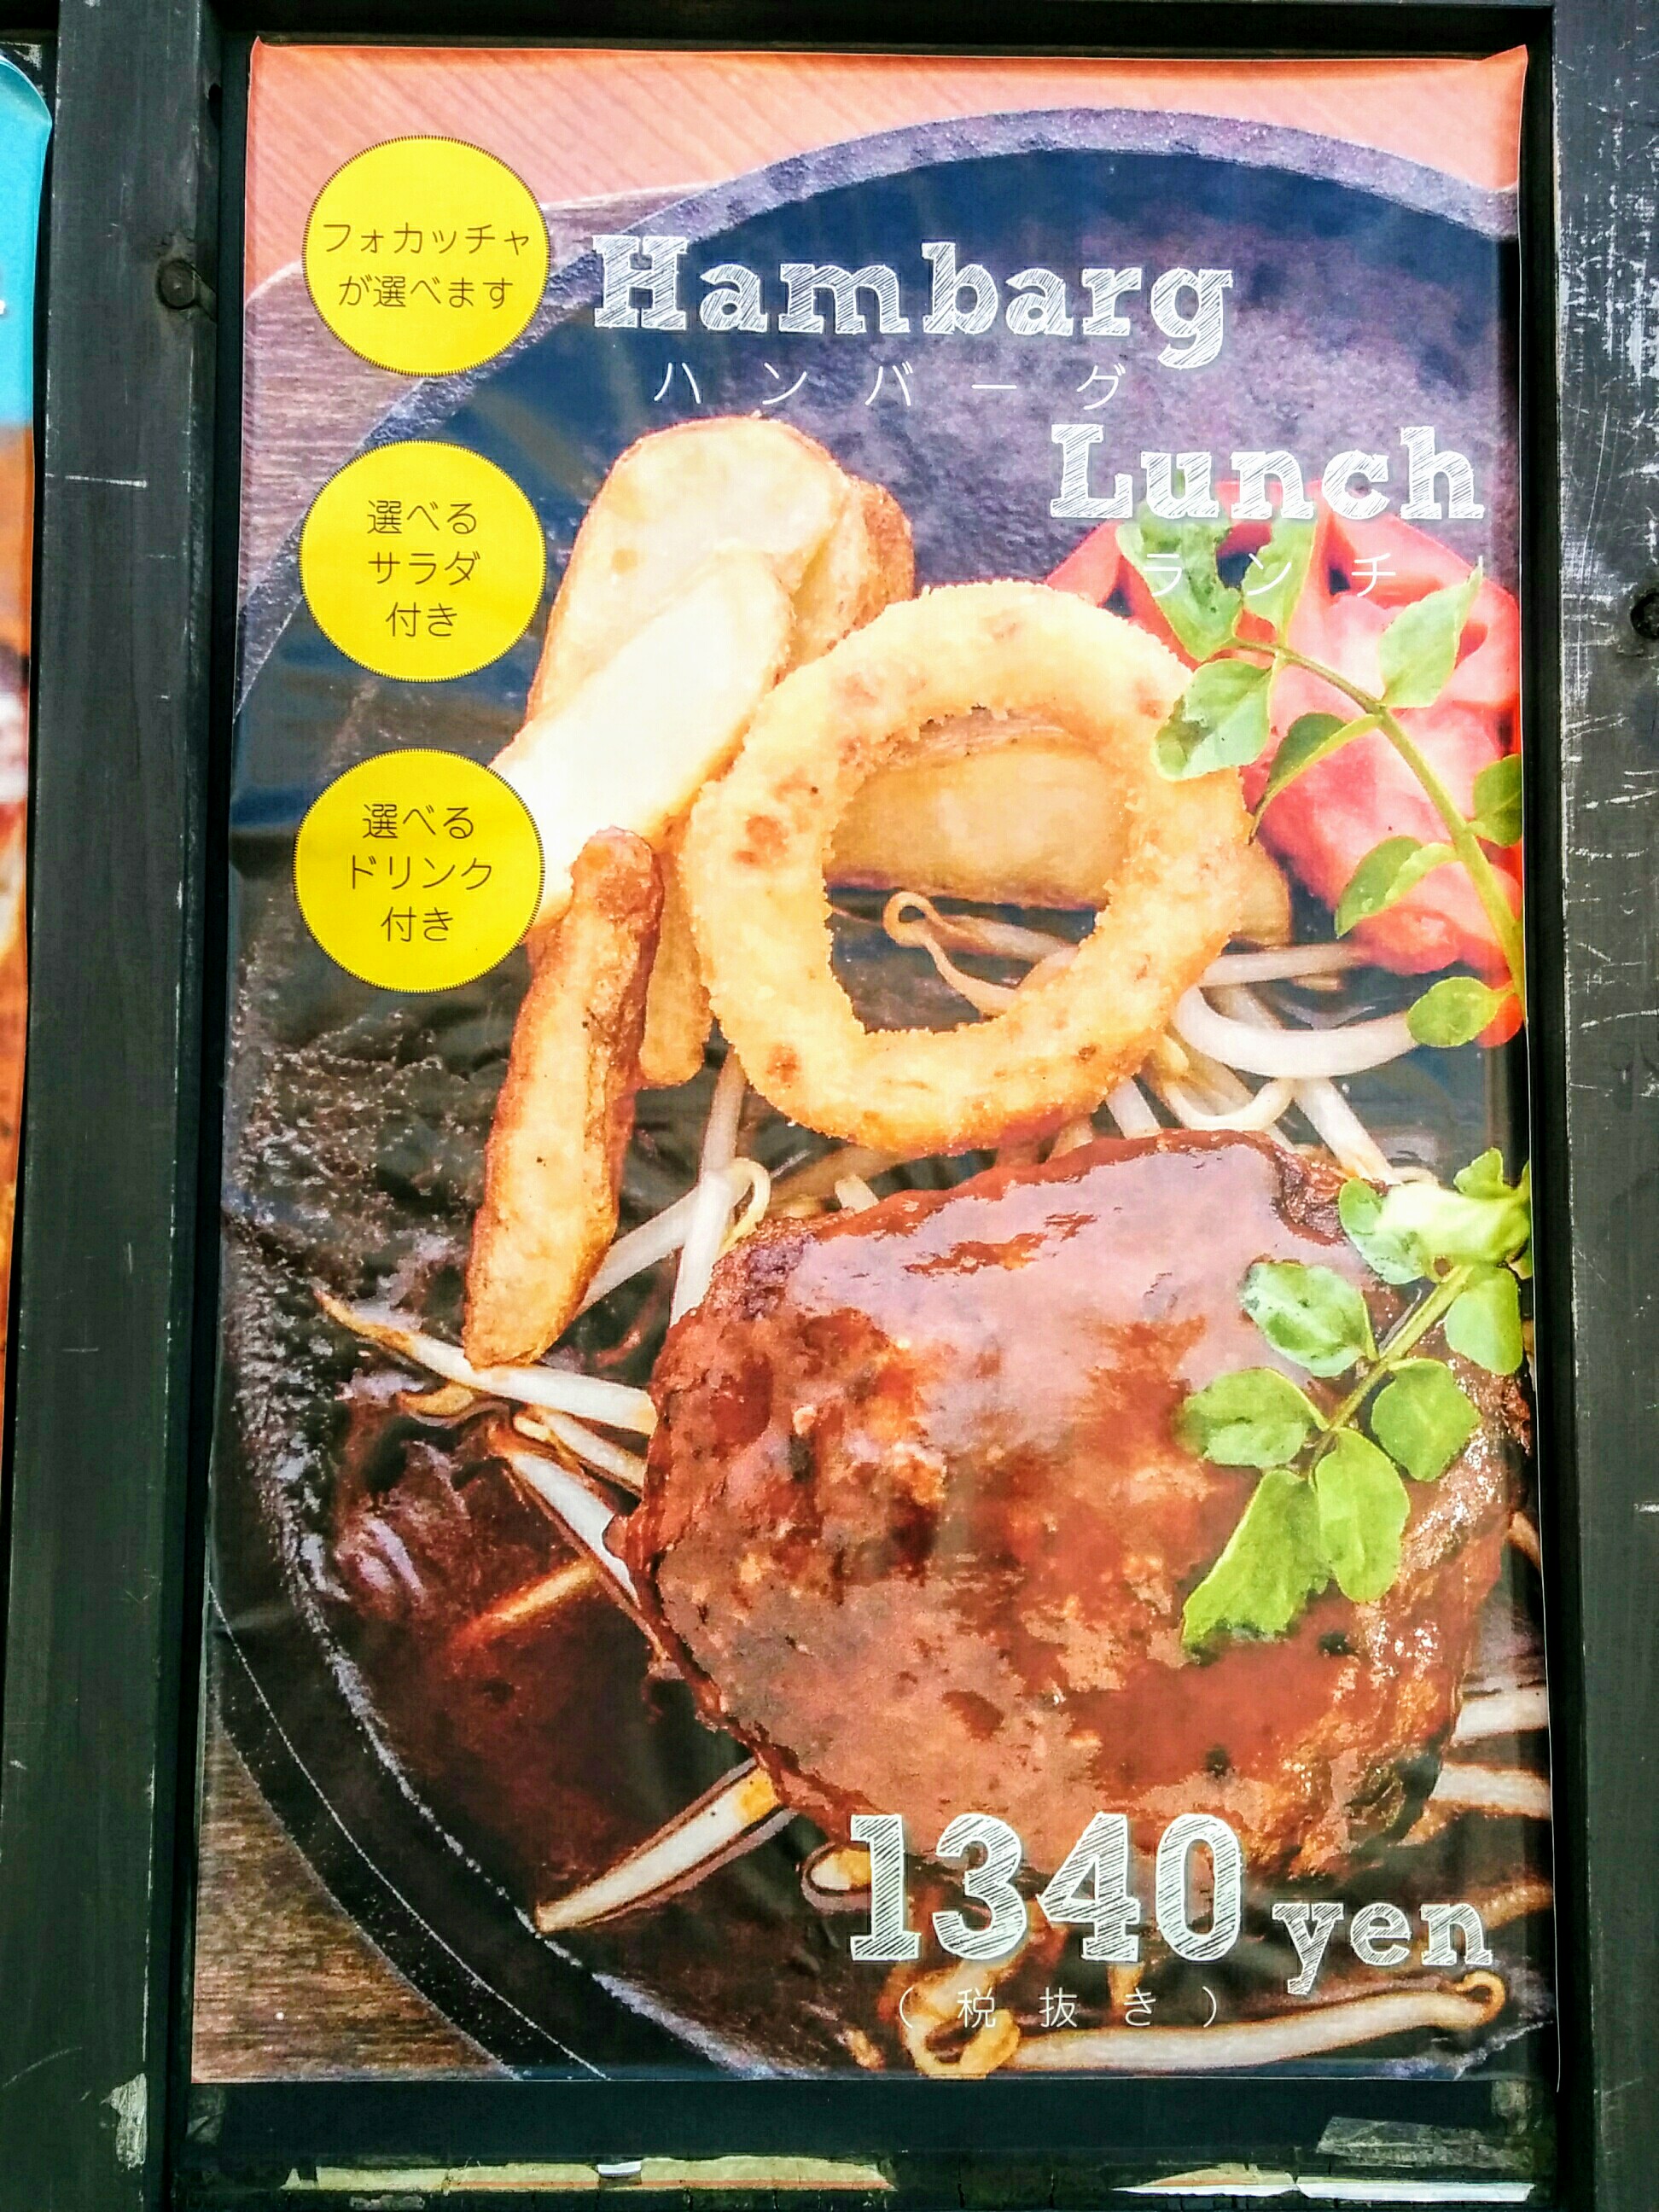 フォカッチャ
が選べます
Hambarg
ハンバーグ
Lunch
ランチ
選べる
サラダ
付き
選べる
ドリンク
付き
1340 yen
(税抜き)